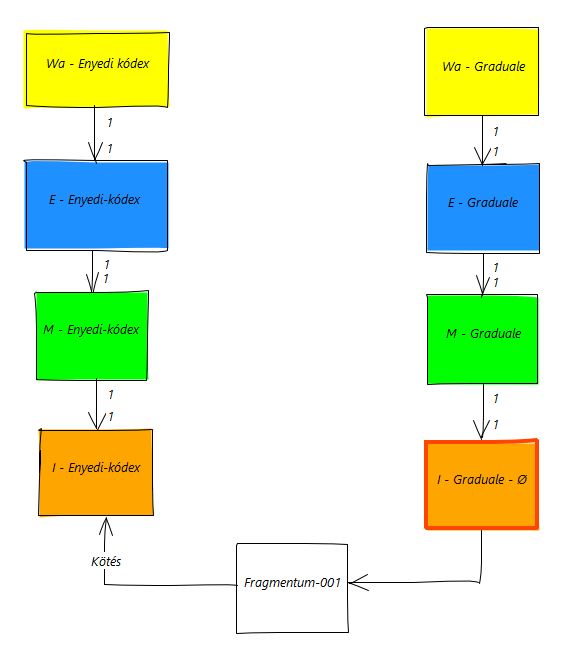 Wa - Enyedi kódex
Wa - Graduale
1
1
1
1
E - Enyedi-kódex
E - Graduale
1
1
1
1
M - Enyedi-kódex
M - Graduale
1
1
1
1
I - Enyedi-kódex
I - Graduale - Ø
Kötés
Fragmentum-001